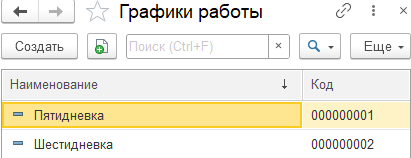 Графики работы
Создать Поиск (Ctrl+F) × Еще
Наименование ↓ Код
Пятидневка 000000001
Шестидневка 000000002